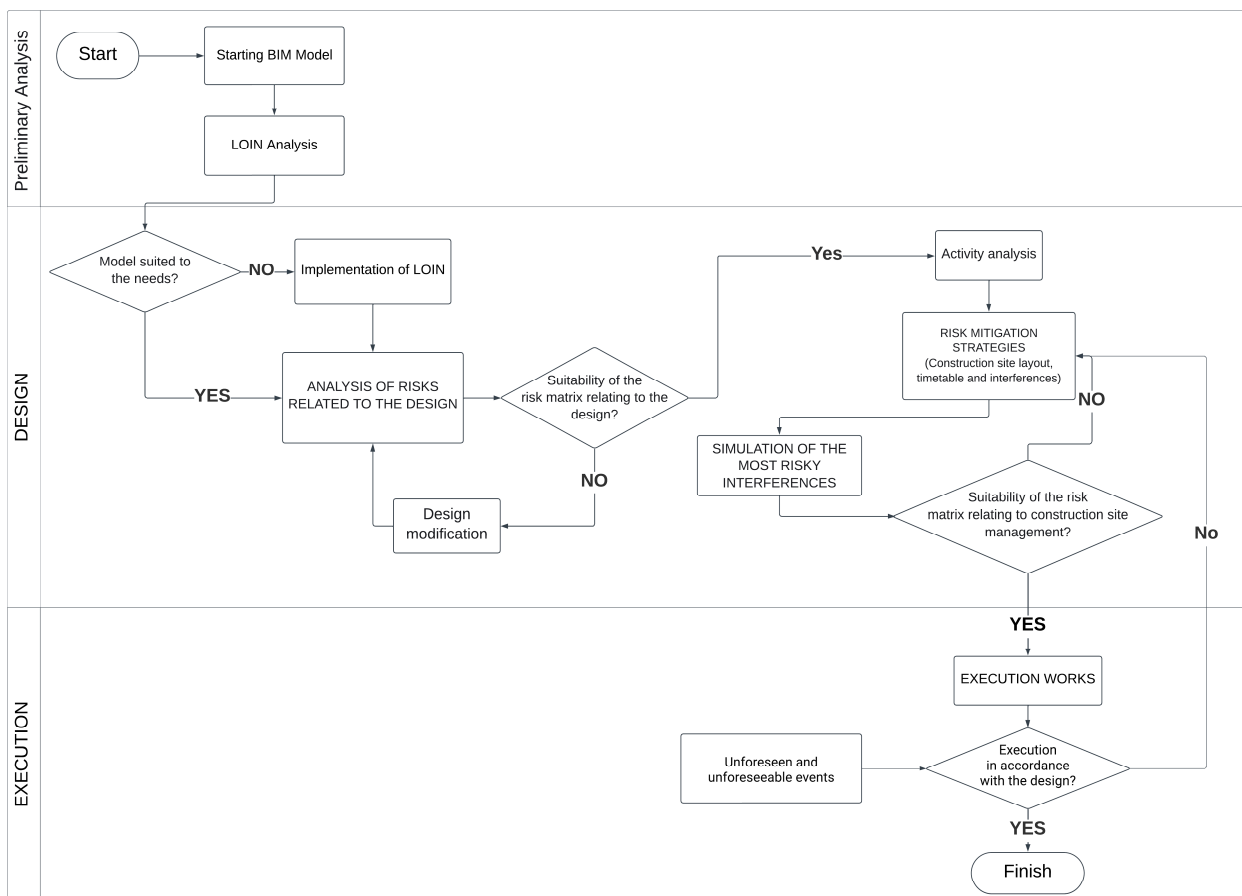 Preliminary Analysis
Start
Starting BIM Model
LOIN Analysis
DESIGN
Model suited to
the needs?
NO
Implementation of LOIN
YES
ANALYSIS OF RISKS
RELATED TO THE DESIGN
Suitability of the
risk matrix relating to the
design?
NO
Design
modification
Yes
Activity analysis
RISK MITIGATION
STRATEGIES
(Construction site layout,
timetable and interferences)
NO
SIMULATION OF THE
MOST RISKY
INTERFERENCES
Suitability of the risk
matrix relating to construction site
management?
No
EXECUTION
YES
EXECUTION WORKS
Unforeseen and
unforeseeable events
Execution
in accordance
with the design?
YES
Finish